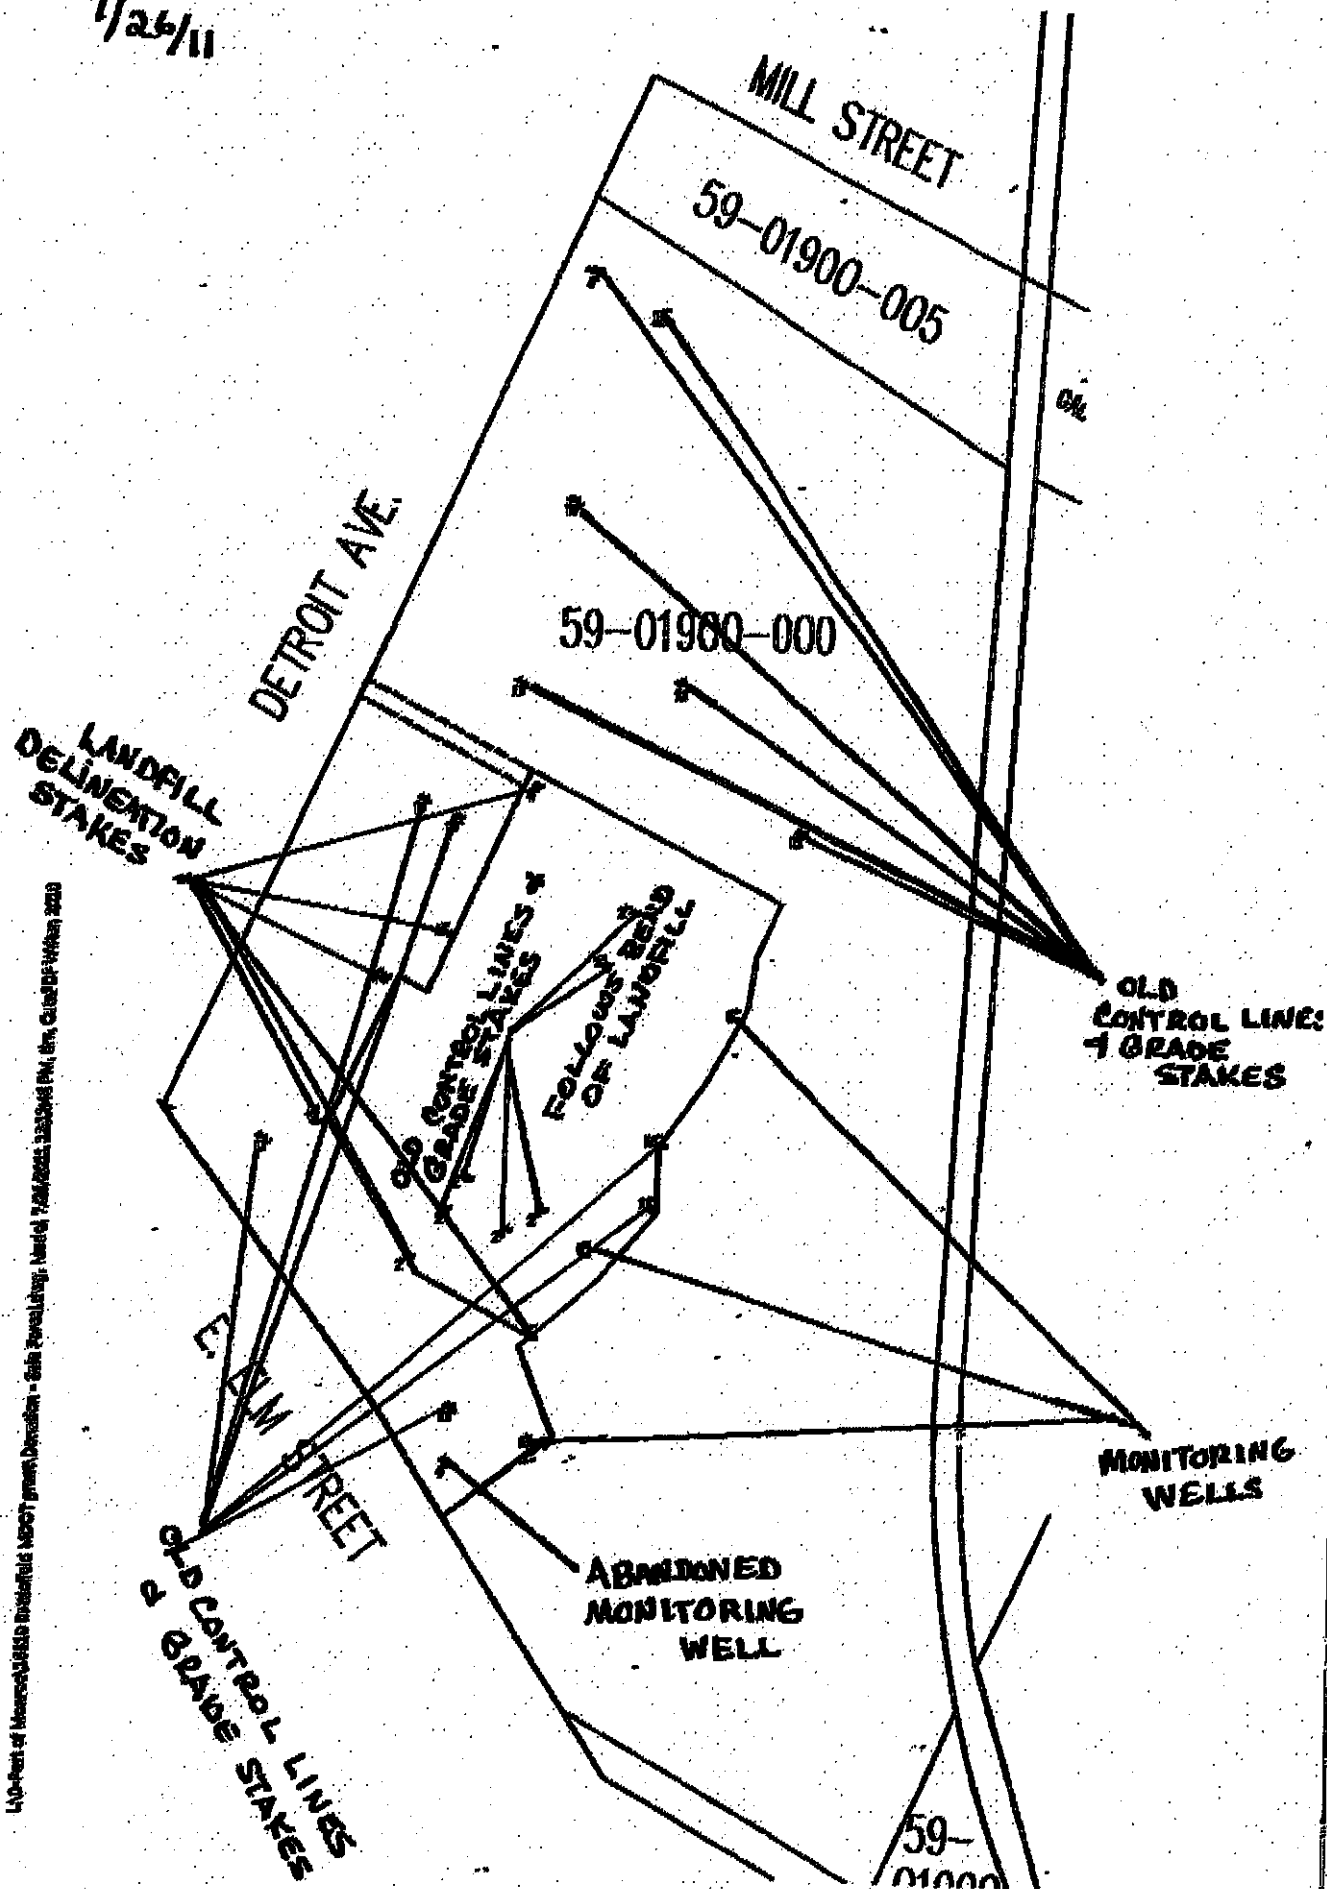 1/26/11
MILL STREET
59-01900-005
DETROIT AVE.
59-01900-000
LANDFILL
DELINEATION
STAKES
OLD CONTROL LINES &
GRADE STAKES
FOLLOWS BEND
OF LANDFILL
OLD
CONTROL LINES
& GRADE
STAKES
E. ELM STREET
MONITORING
WELLS
ABANDONED
MONITORING
WELL
OLD CONTROL LINES
& GRADE STAKES
59-